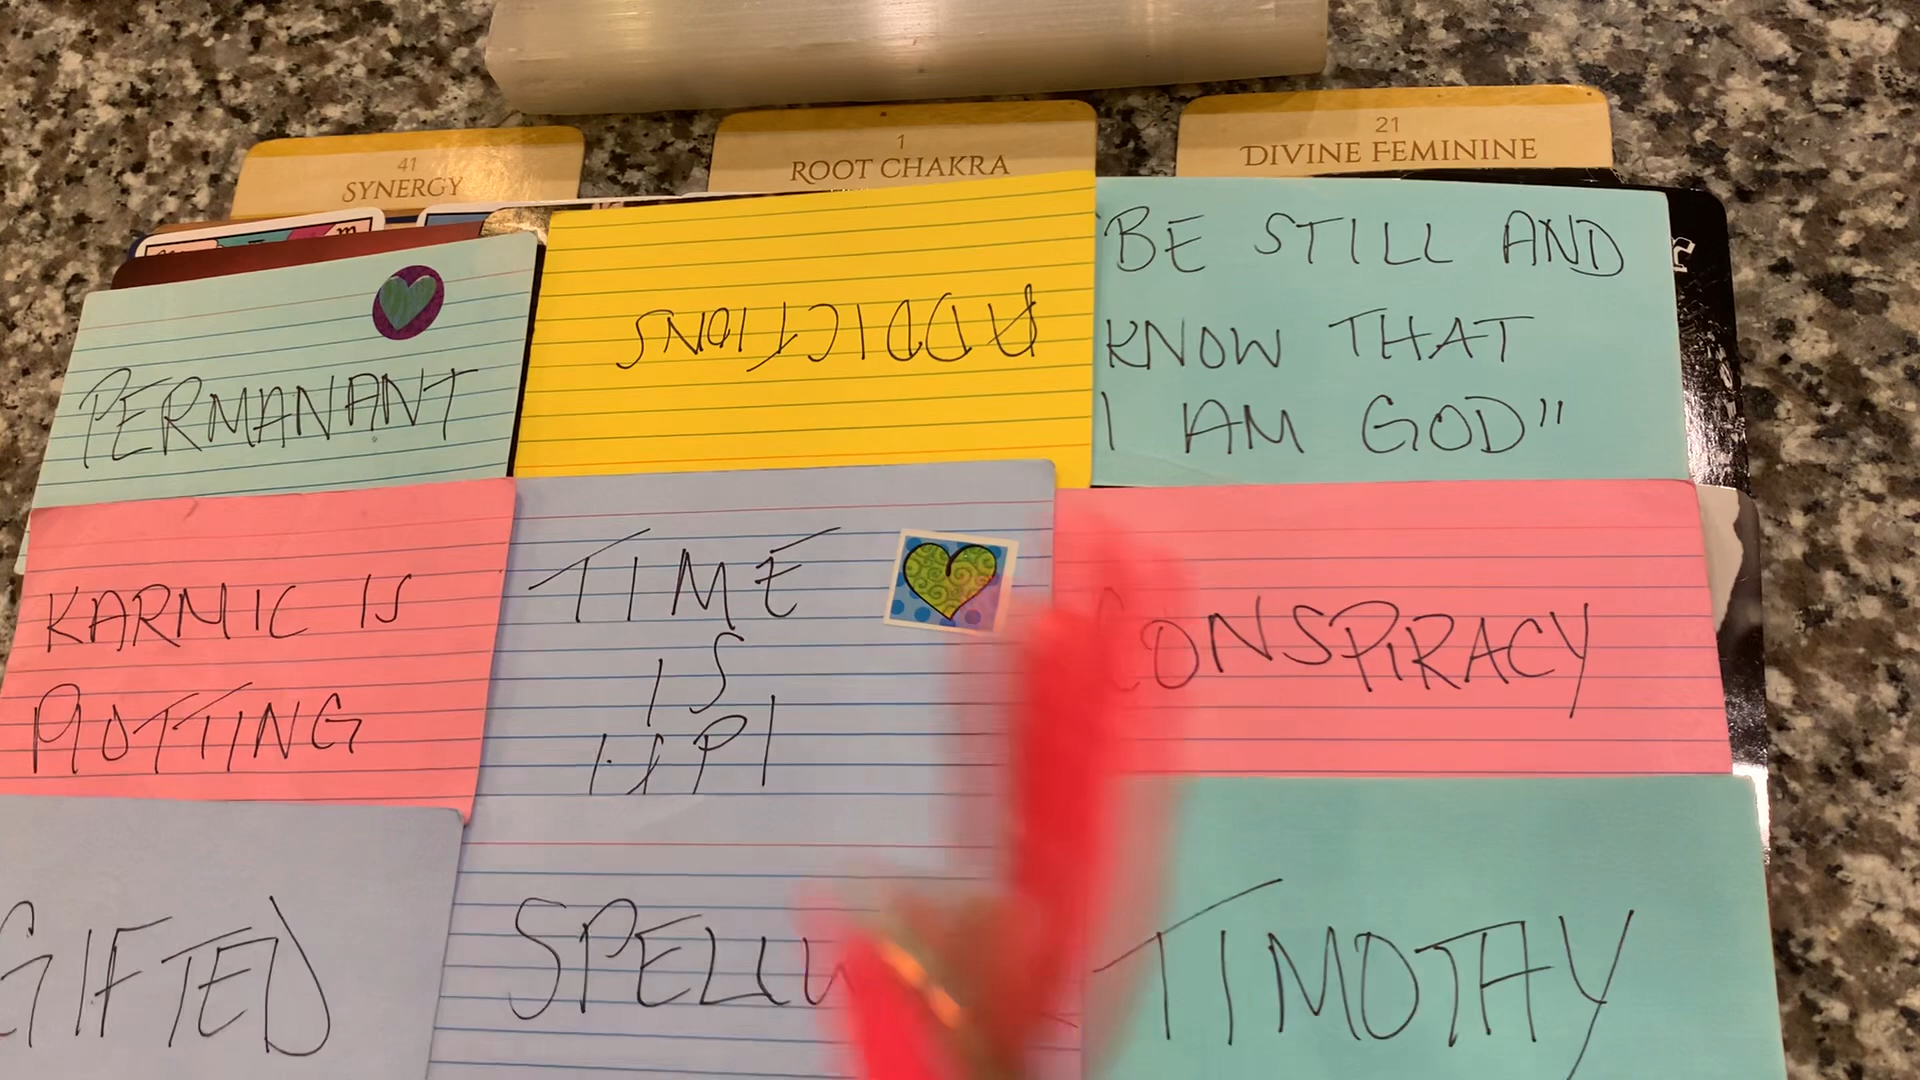 41
SYNERGY
1
ROOT CHAKRA
21
DIVINE FEMININE
PERMANANT
ADDICTIONS
"BE STILL AND
KNOW THAT
I AM GOD"
KARMIC IS
PLOTTING
TIME
IS
UP!
CONSPIRACY
GIFTED
TIMOTHY